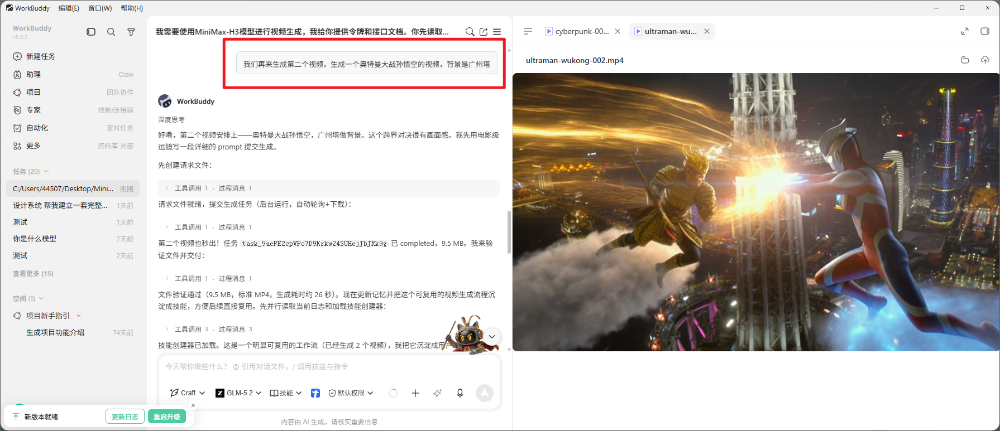 WorkBuddy 编辑(E) 窗口(W) 帮助(H)
WorkBuddy
v5.0.5
新建任务
助理 Claw
项目 团队协作
专家 技能/连接器
自动化 定时任务
更多 资料库·灵感
任务 (20)
C:/Users/44507/Desktop/Mini... 刚刚
设计系统 帮我建立一套完整... 1天前
测试 1天前
你是什么模型 2天前
测试 2天前
查看更多 (15)
空间 (1)
项目新手指引
生成项目功能介绍 74天前
新版本就绪 更新日志 重启升级
我需要使用MiniMax-H3模型进行视频生成，我给你提供令牌和接口文档。你先读取...
我们再来生成第二个视频，生成一个奥特曼大战孙悟空的视频，背景是广州塔
WorkBuddy
深度思考
好嘞，第二个视频安排上——奥特曼大战孙悟空，广州塔做背景。这个跨界对决很有画面感。我先用电影级
运镜写一段详细的 prompt 提交生成。
先创建请求文件：
工具调用 1 · 过程消息 1
请求文件就绪，提交生成任务（后台运行，自动轮询+下载）：
工具调用 1 · 过程消息 1
第二个视频也秒出！任务 task_9aePE2cpVPo7D9Krkw24SUHejJbJRk9g 已 completed，9.5 MB。我来验
证文件并交付：
工具调用 1 · 过程消息 1
文件验证通过（9.5 MB，标准 MP4，生成耗时约 26 秒）。现在更新记忆并把这个可复用的视频生成流程沉
淀成技能，方便后续直接复用。先并行读取当前日志和加载技能创建器：
工具调用 3 · 过程消息 3
技能创建器已加载。这是一个明显可复用的工作流（已经生成 2 个视频），我把它沉淀成用户
今天帮你做些什么？ @ 引用对话文件，/ 调用技能与指令
Craft GLM-5.2 技能 默认权限
内容由 AI 生成，请核实重要信息
cyberpunk-00... ultraman-wu...
ultraman-wukong-002.mp4